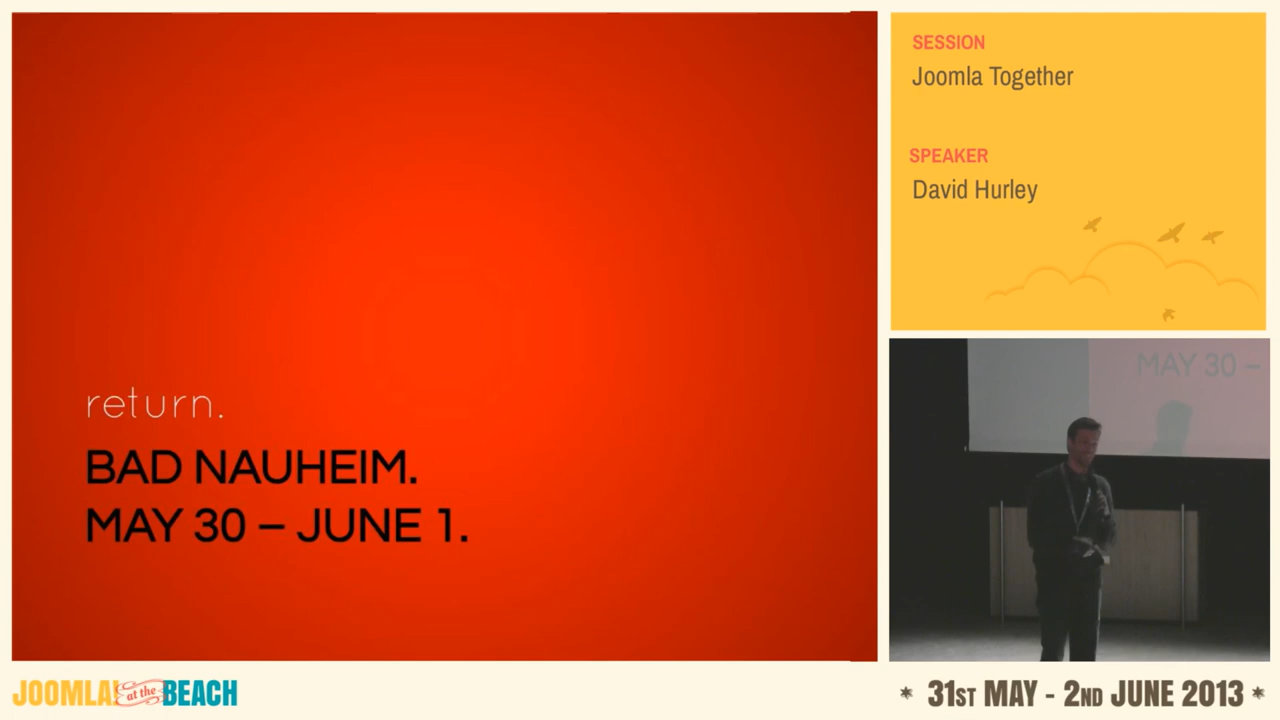 return.
BAD NAUHEIM.
MAY 30 – JUNE 1.
SESSION
Joomla Together
SPEAKER
David Hurley
MAY 30 –
JOOMLA! at the BEACH
* 31ST MAY - 2ND JUNE 2013 *